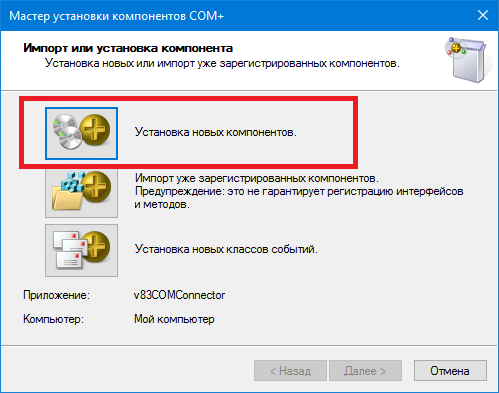 Мастер установки компонентов COM+
Импорт или установка компонента
Установка новых или импорт уже зарегистрированных компонентов.
Установка новых компонентов.
Импорт уже зарегистрированных компонентов.
Предупреждение: это не гарантирует регистрацию интерфейсов
и методов.
Установка новых классов событий.
Приложение: v83COMConnector
Компьютер: Мой компьютер
< Назад Далее > Отмена